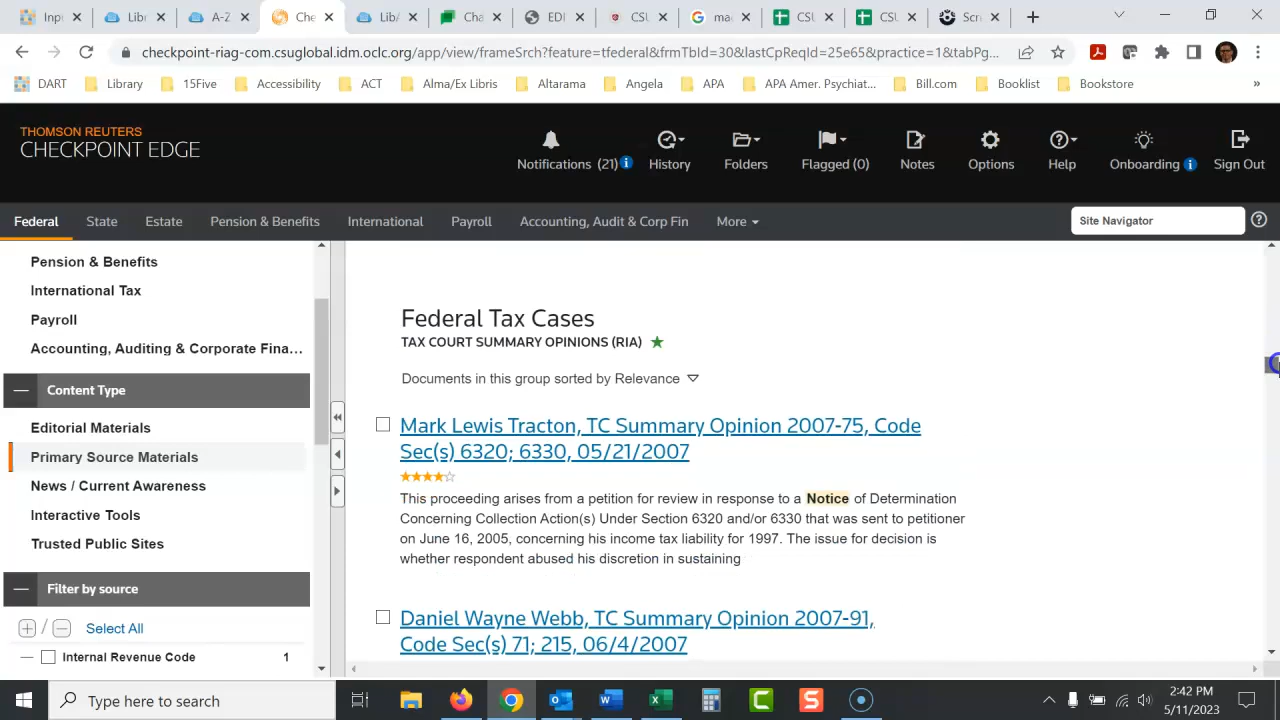 Inp
Libr
A-Z
Che
Lib
Cha
EDI
CSU
mac
CSU
CSU
Scr
checkpoint-riag-com.csuglobal.idm.oclc.org/app/view/frameSrch?feature=tfederal&frmTbId=30&lastCpReqId=25e65&practice=1&tabPg...
DART Library 15Five Accessibility ACT Alma/Ex Libris Altarama Angela APA APA Amer. Psychiat... Bill.com Booklist Bookstore »
THOMSON REUTERS
CHECKPOINT EDGE
Notifications (21) History Folders Flagged (0) Notes Options Help Onboarding Sign Out
Federal State Estate Pension & Benefits International Payroll Accounting, Audit & Corp Fin More Site Navigator
Pension & Benefits
International Tax
Payroll
Accounting, Auditing & Corporate Fina...
Content Type
Editorial Materials
Primary Source Materials
News / Current Awareness
Interactive Tools
Trusted Public Sites
Filter by source
+ / − Select All
Internal Revenue Code 1
Federal Tax Cases
TAX COURT SUMMARY OPINIONS (RIA)
Documents in this group sorted by Relevance
Mark Lewis Tracton, TC Summary Opinion 2007-75, Code
Sec(s) 6320; 6330, 05/21/2007
This proceeding arises from a petition for review in response to a Notice of Determination
Concerning Collection Action(s) Under Section 6320 and/or 6330 that was sent to petitioner
on June 16, 2005, concerning his income tax liability for 1997. The issue for decision is
whether respondent abused his discretion in sustaining
Daniel Wayne Webb, TC Summary Opinion 2007-91,
Code Sec(s) 71; 215, 06/4/2007
Type here to search
2:42 PM
5/11/2023